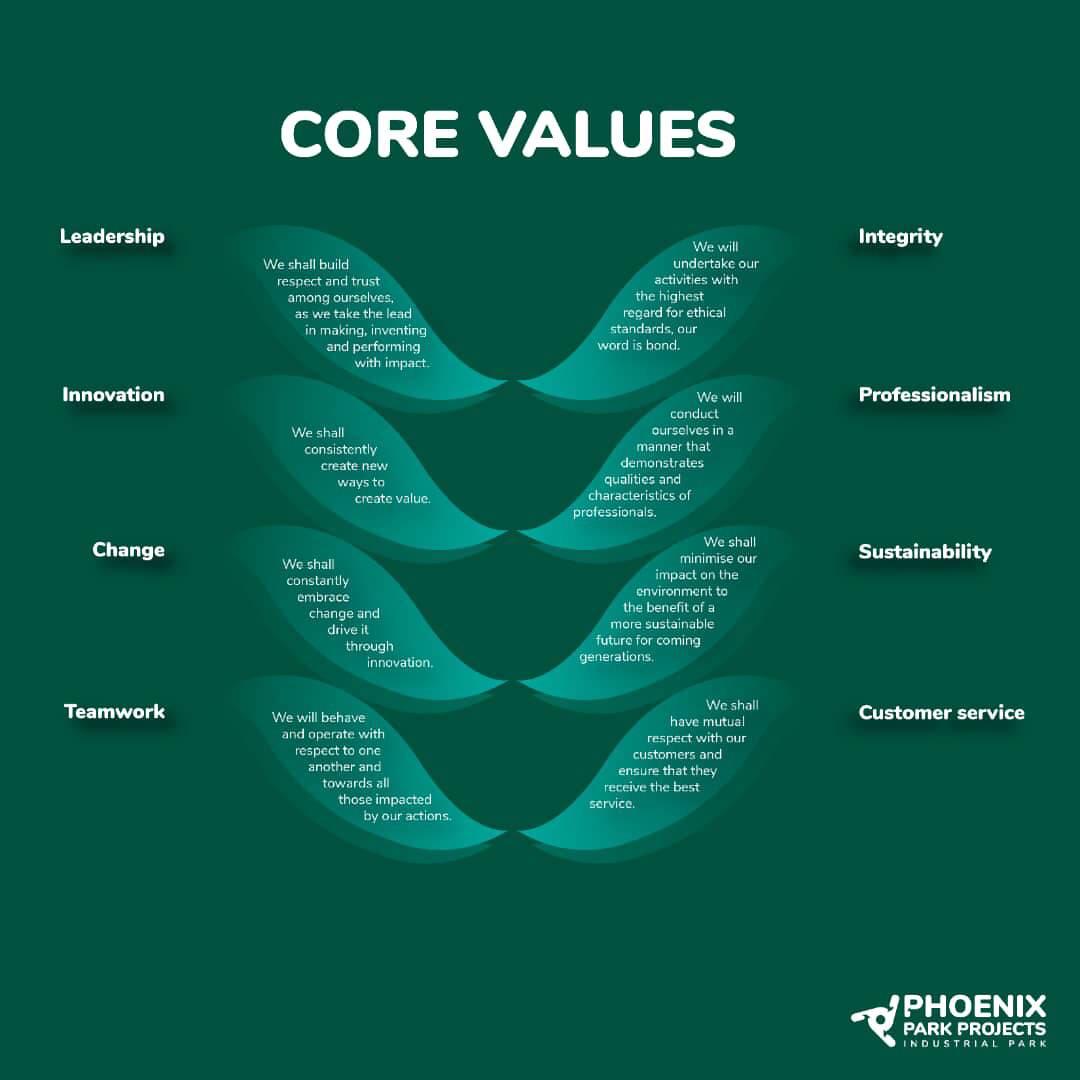 CORE VALUES
Leadership
We shall build
respect and trust
among ourselves,
as we take the lead
in making, inventing
and performing
with impact.
Integrity
We will
undertake our
activities with
the highest
regard for ethical
standards, our
word is bond.
Innovation
We shall
consistently
create new
ways to
create value.
Professionalism
We will
conduct
ourselves in a
manner that
demonstrates
qualities and
characteristics of
professionals.
Change
We shall
constantly
embrace
change and
drive it
through
innovation.
Sustainability
We shall
minimise our
impact on the
environment to
the benefit of a
more sustainable
future for coming
generations.
Teamwork
We will behave
and operate with
respect to one
another and
towards all
those impacted
by our actions.
Customer service
We shall
have mutual
respect with our
customers and
ensure that they
receive the best
service.
PHOENIX
PARK PROJECTS
INDUSTRIAL PARK